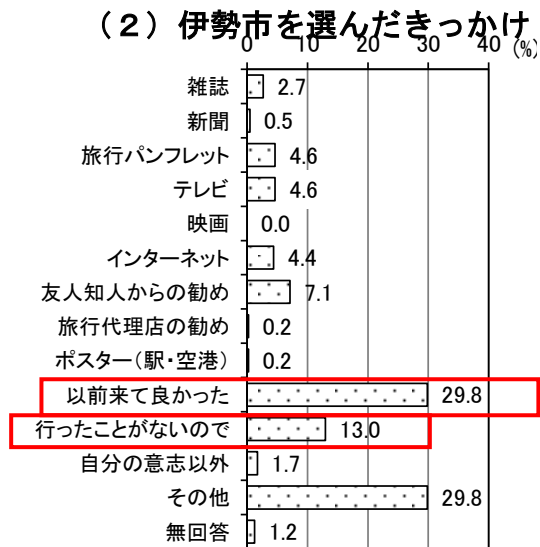 （２）伊勢市を選んだきっかけ
0 10 20 30 40 (%)
雑誌 2.7
新聞 0.5
旅行パンフレット 4.6
テレビ 4.6
映画 0.0
インターネット 4.4
友人知人からの勧め 7.1
旅行代理店の勧め 0.2
ポスター（駅・空港） 0.2
以前来て良かった 29.8
行ったことがないので 13.0
自分の意志以外 1.7
その他 29.8
無回答 1.2